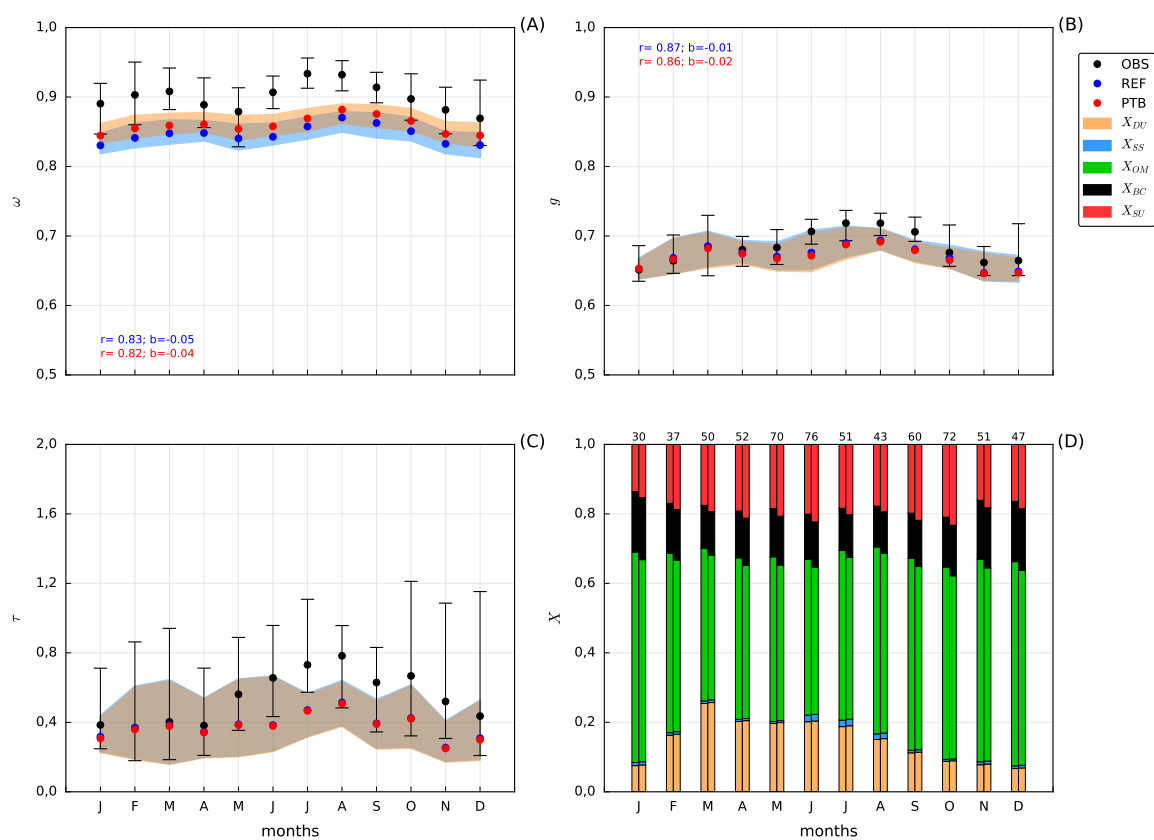 (A)
1,0
0,9
0,8
0,7
0,6
0,5
ω
r= 0.83; b=-0.05
r= 0.82; b=-0.04
(B)
1,0
0,9
0,8
0,7
0,6
0,5
g
r= 0.87; b=-0.01
r= 0.86; b=-0.02
OBS
REF
PTB
X_DU
X_SS
X_OM
X_BC
X_SU
(C)
2,0
1,6
1,2
0,8
0,4
0,0
τ
J F M A M J J A S O N D
months
(D)
30 37 50 52 70 76 51 43 60 72 51 47
1,0
0,8
0,6
0,4
0,2
0,0
X
J F M A M J J A S O N D
months